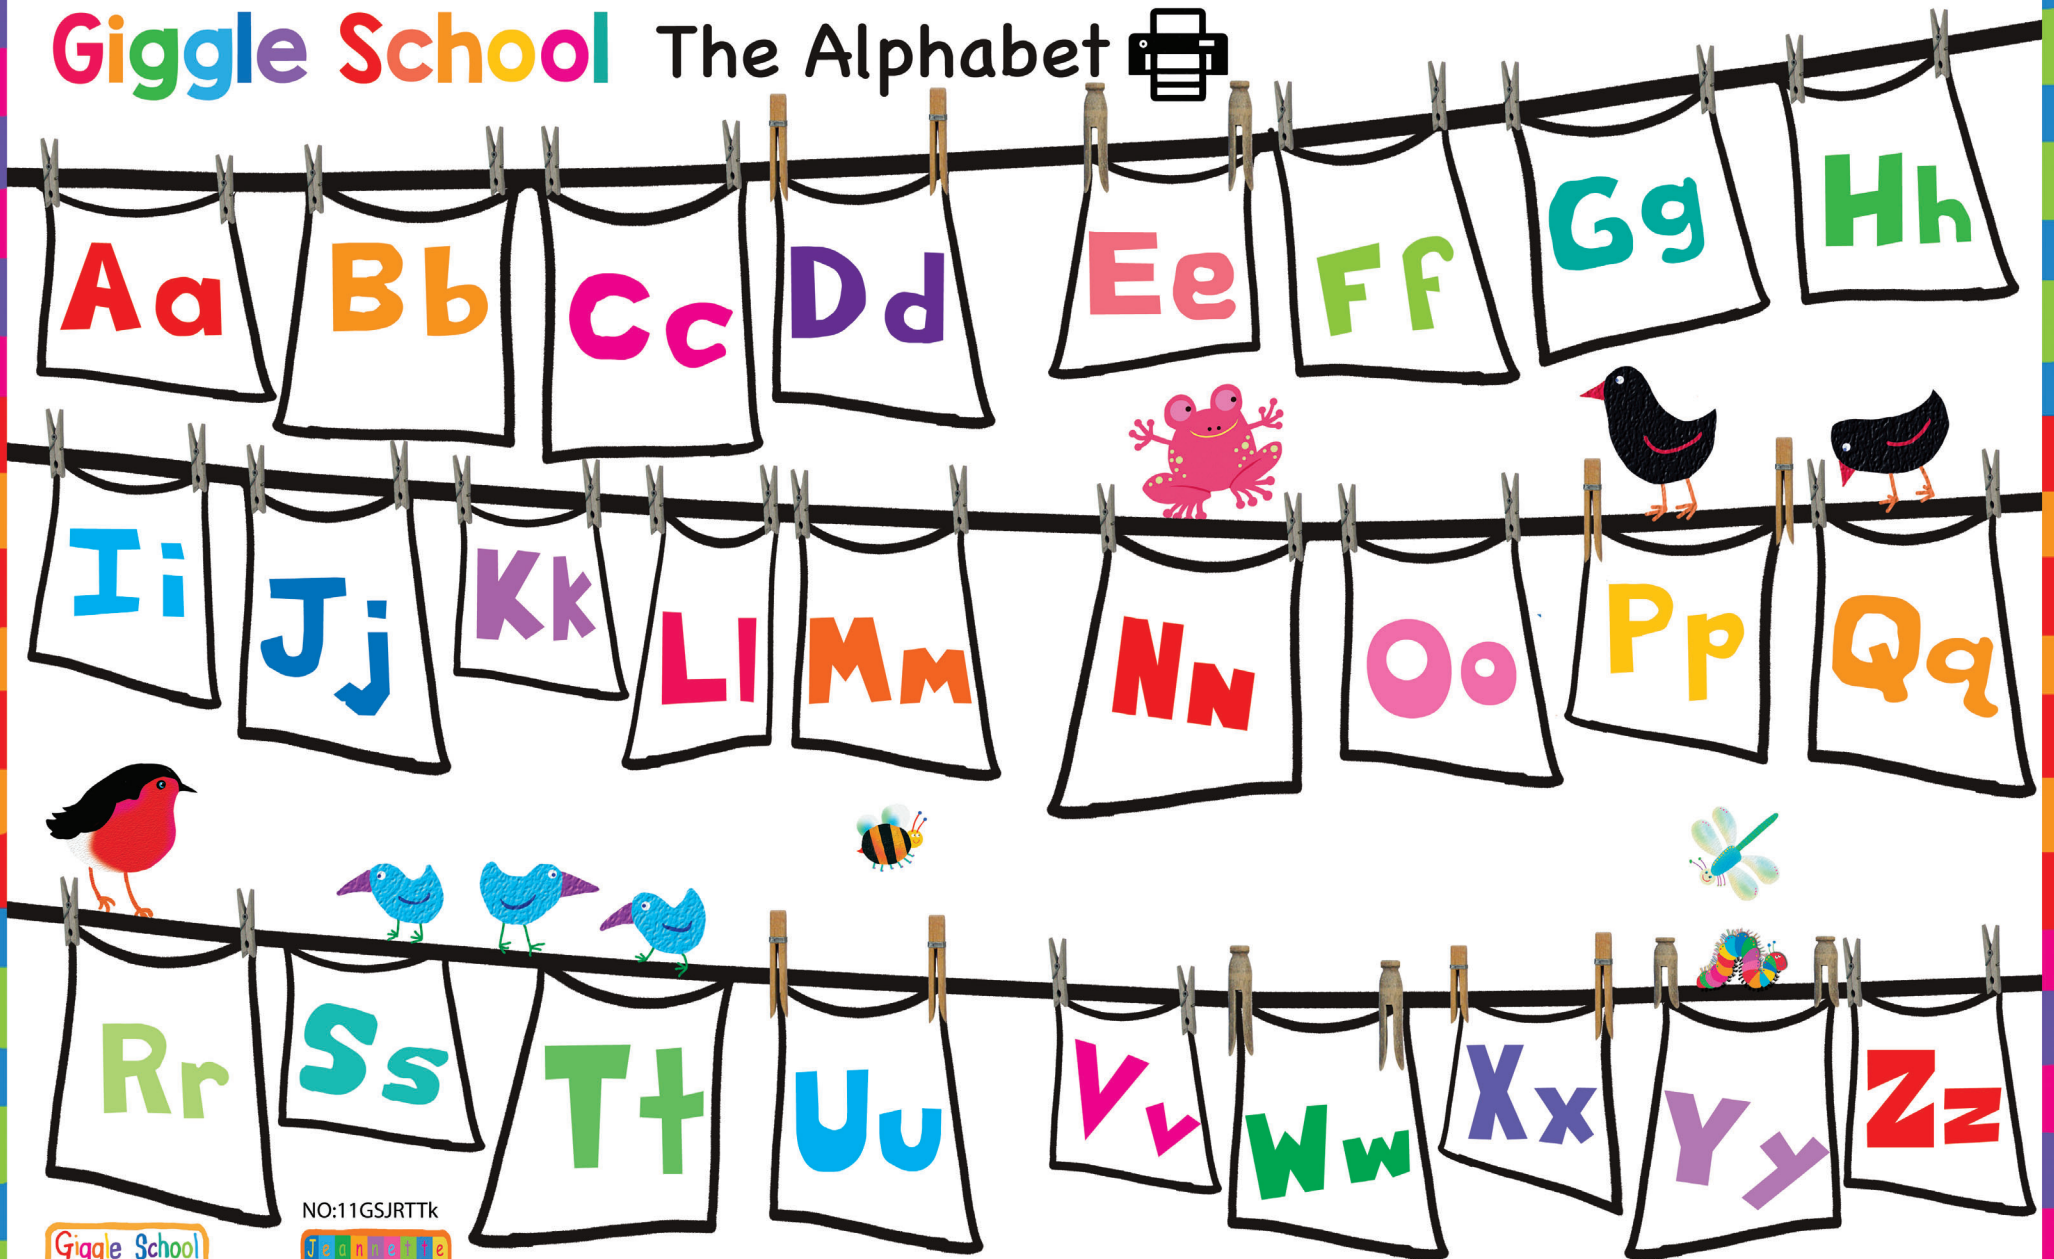 Giggle School The Alphabet
Aa Bb Cc Dd Ee Ff Gg Hh
Ii Jj Kk Ll Mm Nn Oo Pp Qq
Rr Ss Tt Uu Vv Ww Xx Yy Zz
NO:11GSJRTTk
Giggle School
Jeannette